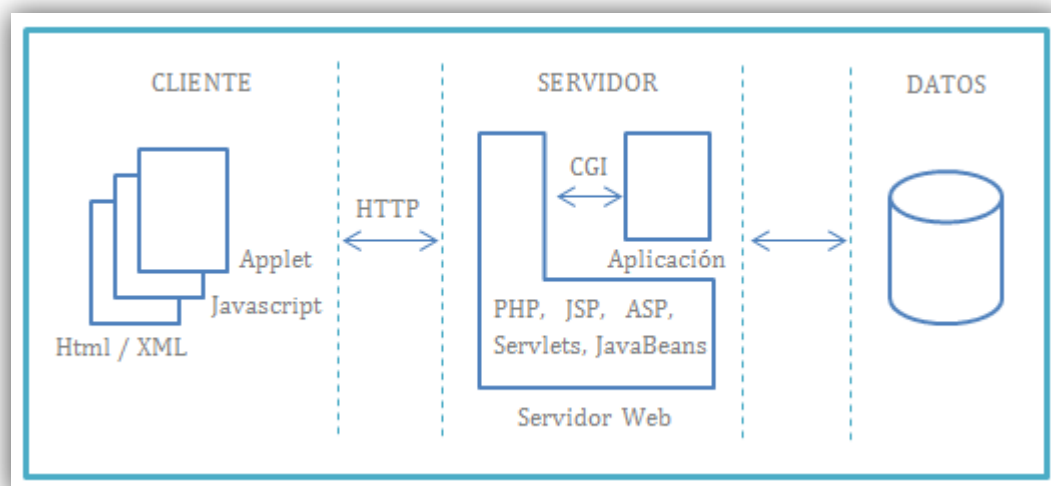 CLIENTE
SERVIDOR
DATOS
CGI
HTTP
Applet
Aplicación
Javascript
PHP, JSP, ASP,
Html / XML
Servlets, JavaBeans
Servidor Web